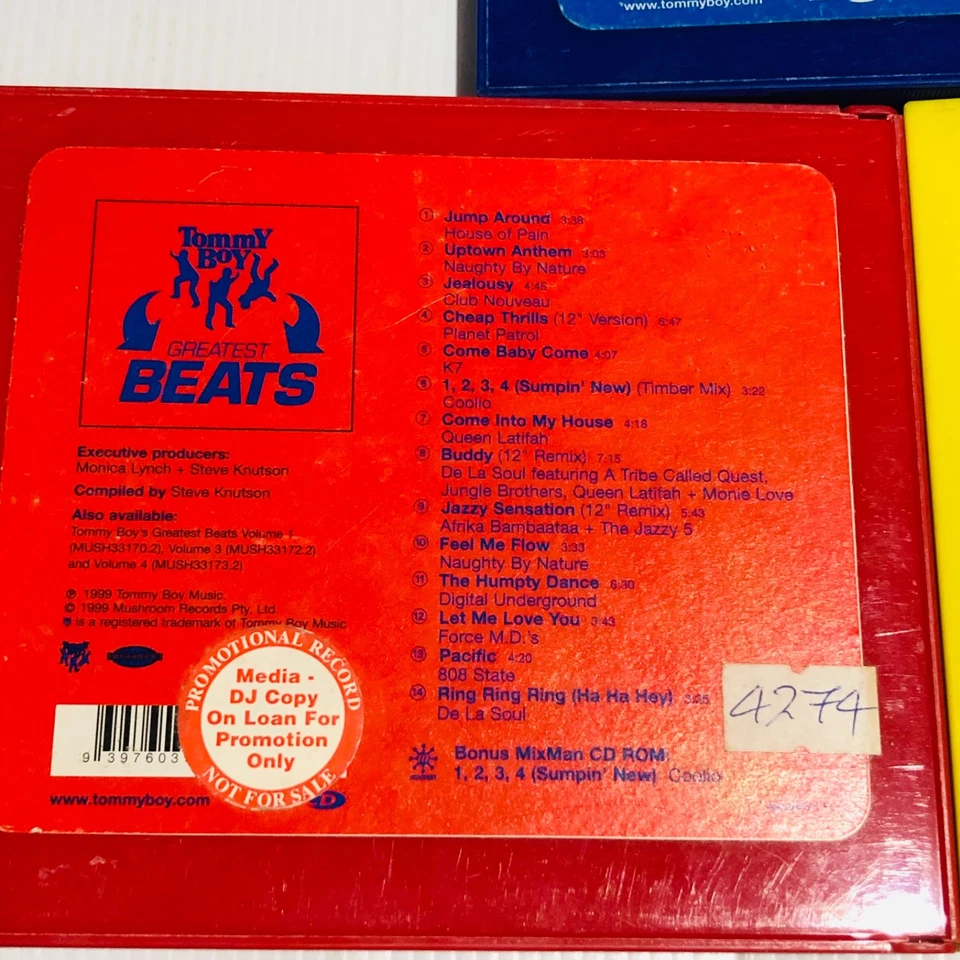 www.tommyboy.com
Tommy
Boy
GREATEST
BEATS
Executive producers:
Monica Lynch + Steve Knutson
Compiled by Steve Knutson
Also available:
Tommy Boy's Greatest Beats Volume 1
(MUSH33170.2), Volume 3 (MUSH33172.2)
and Volume 4 (MUSH33173.2)
℗ 1999 Tommy Boy Music.
© 1999 Mushroom Records Pty. Ltd.
is a registered trademark of Tommy Boy Music
9 397603
PROMOTIONAL RECORD
Media -
DJ Copy
On Loan For
Promotion
Only
NOT FOR SALE
www.tommyboy.com
1 Jump Around 3:38
House of Pain
2 Uptown Anthem 3:03
Naughty By Nature
3 Jealousy 4:45
Club Nouveau
4 Cheap Thrills (12" Version) 6:47
Planet Patrol
5 Come Baby Come 4:07
K7
6 1, 2, 3, 4 (Sumpin' New) (Timber Mix) 3:22
Coolio
7 Come Into My House 4:18
Queen Latifah
8 Buddy (12" Remix) 7:15
De La Soul featuring A Tribe Called Quest,
Jungle Brothers, Queen Latifah + Monie Love
9 Jazzy Sensation (12" Remix) 5:43
Afrika Bambaataa + The Jazzy 5
10 Feel Me Flow 3:33
Naughty By Nature
11 The Humpty Dance 6:30
Digital Underground
12 Let Me Love You 3:43
Force M.D.'s
13 Pacific 4:20
808 State
14 Ring Ring Ring (Ha Ha Hey)
De La Soul
Bonus MixMan CD ROM:
1, 2, 3, 4 (Sumpin' New) Coolio
4274